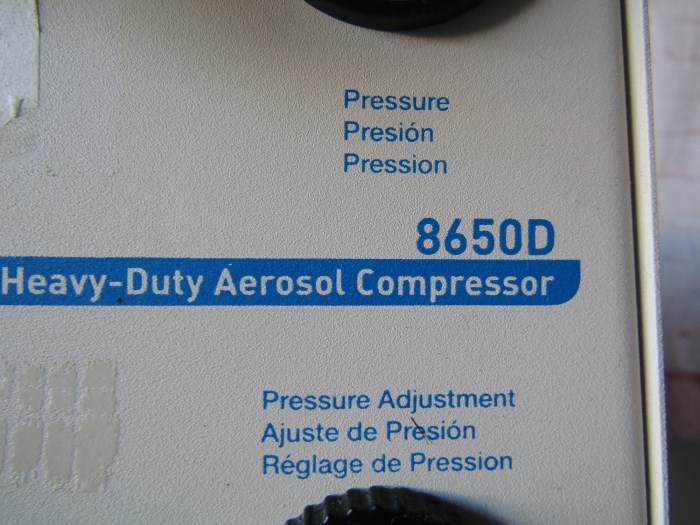 Pressure
Presión
Pression
8650D
Heavy-Duty Aerosol Compressor
Pressure Adjustment
Ajuste de Presión
Réglage de Pression